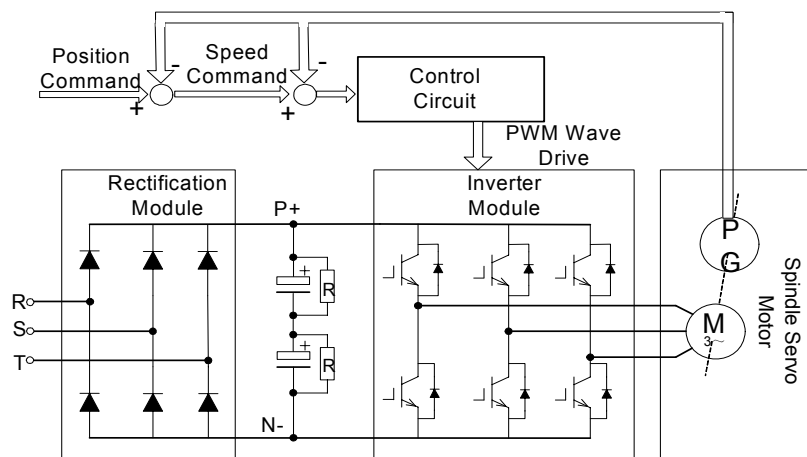 Position
Command
-
+
Speed
Command
-
+
Control
Circuit
PWM Wave
Drive
Rectification
Module
P+
Inverter
Module
P
G
R
S
T
+
R
+
R
N-
M
3~
Spindle Servo
Motor